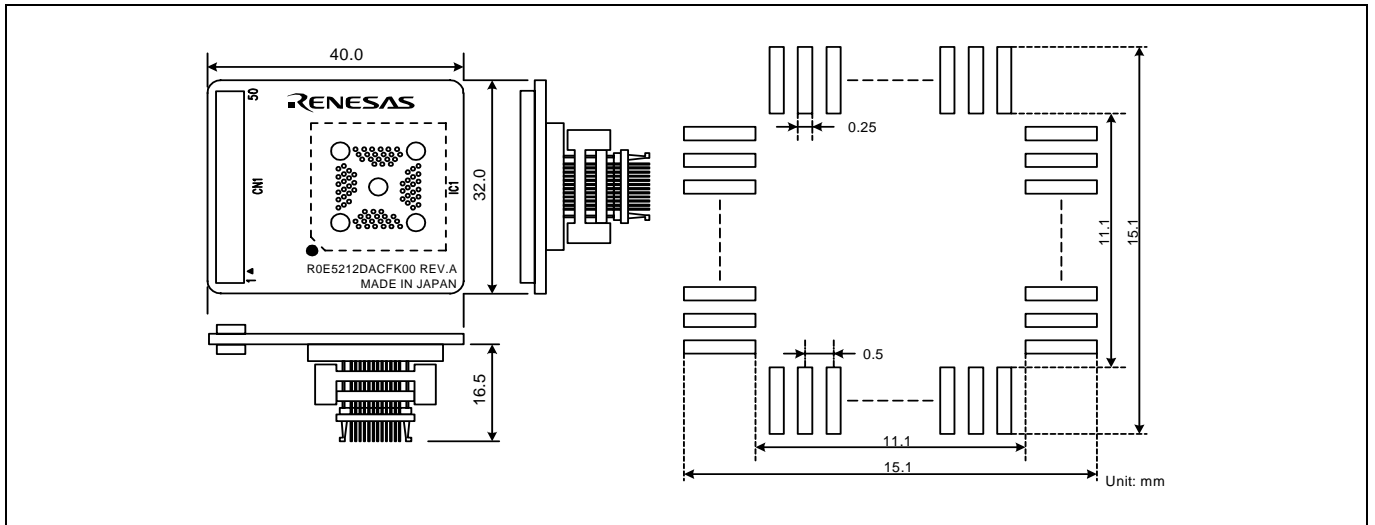 40.0
RENESAS
50
CN1
IC1
1
R0E5212DACFK00 REV.A
MADE IN JAPAN
32.0
16.5
0.25
11.1
15.1
0.5
11.1
15.1
Unit: mm